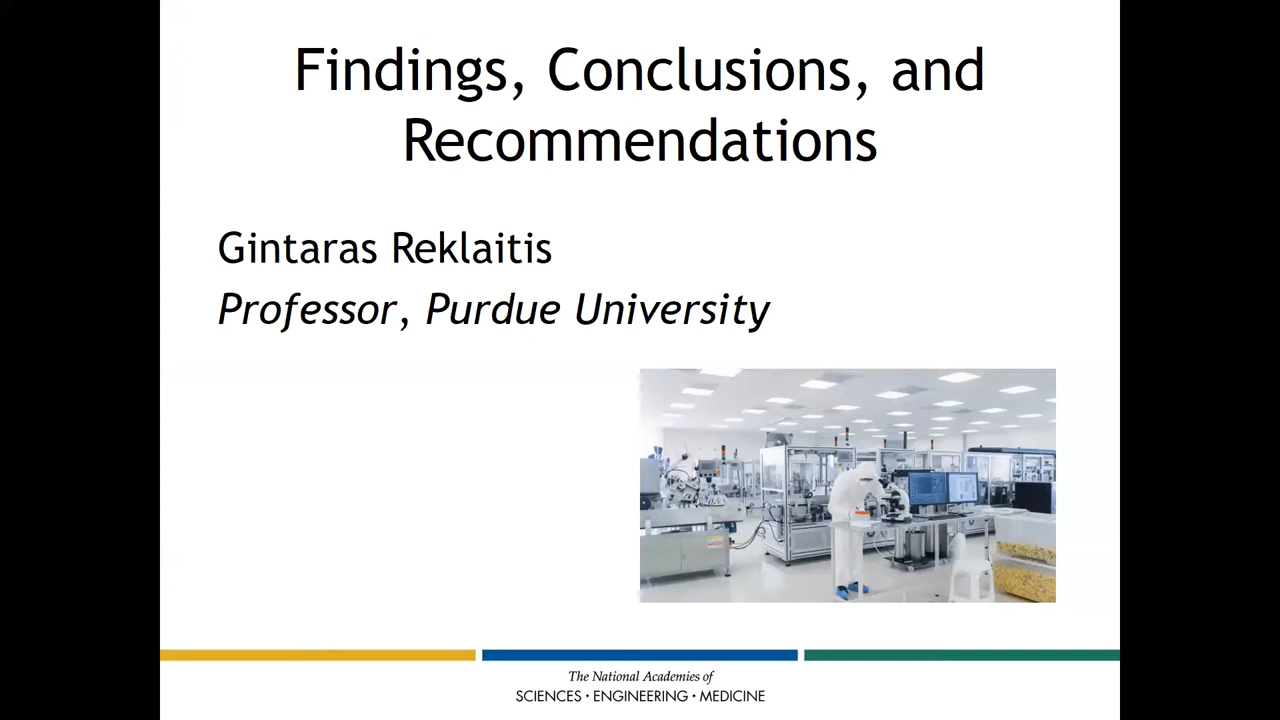 Findings, Conclusions, and
Recommendations
Gintaras Reklaitis
Professor, Purdue University
The National Academies of
SCIENCES · ENGINEERING · MEDICINE